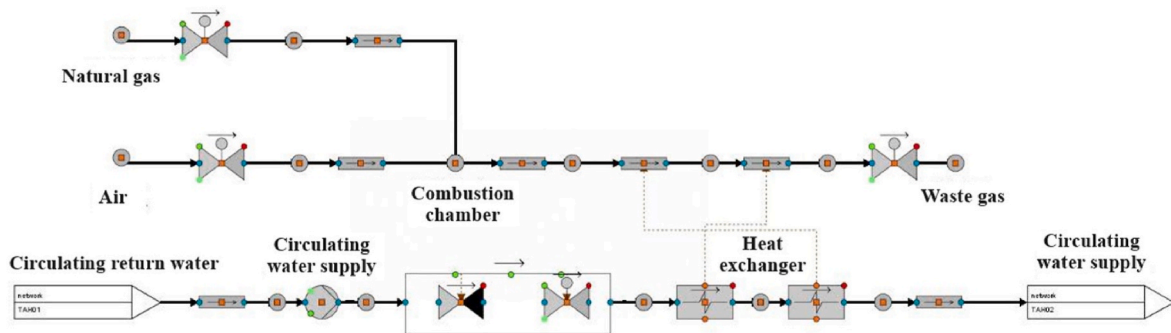 Natural gas
Air
Combustion
chamber
Waste gas
Circulating return water
Circulating
water supply
Heat
exchanger
Circulating
water supply
network
TAH01
network
TAH02